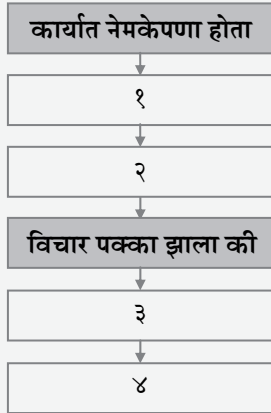 कार्यात नेमकेपणा होता
१
२
विचार पक्का झाला की
३
४